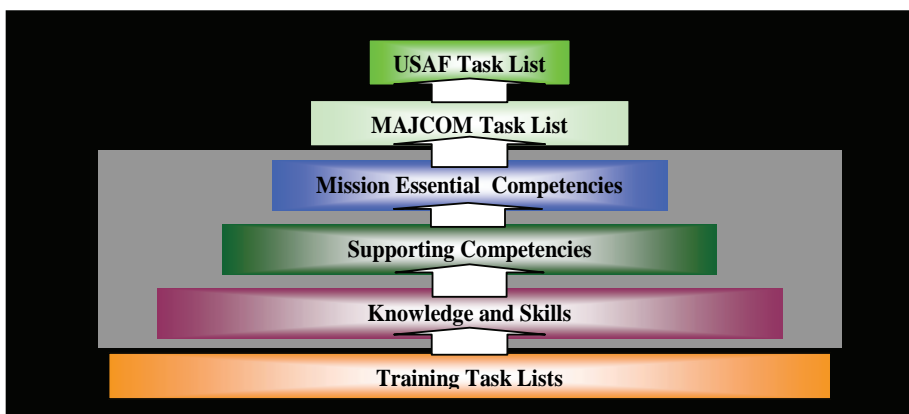 USAF Task List
MAJCOM Task List
Mission Essential Competencies
Supporting Competencies
Knowledge and Skills
Training Task Lists